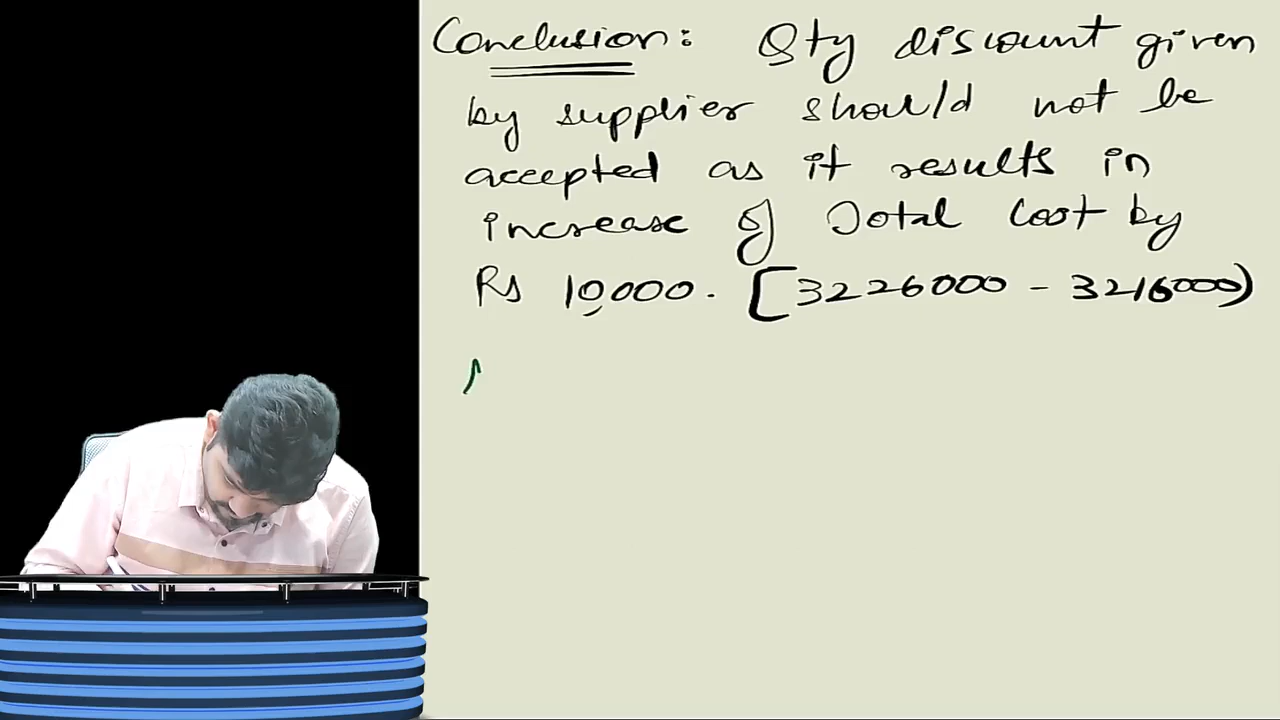 Conclusion: Qty discount given
by supplier should not be
accepted as it results in
increase of Total Cost by
Rs 10,000. [3226000 - 3216000)